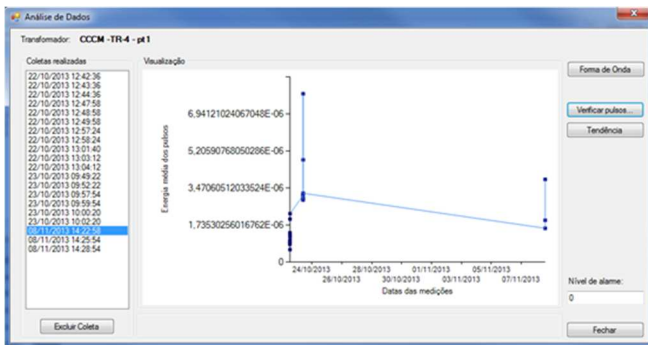 Análise de Dados
Transformador: CCCM -TR-4 - pt1
Coletas realizadas
22/10/2013 12:42:36
22/10/2013 12:43:36
22/10/2013 12:44:36
22/10/2013 12:47:58
22/10/2013 12:48:58
22/10/2013 12:49:58
22/10/2013 12:57:24
22/10/2013 12:58:24
22/10/2013 13:01:40
22/10/2013 13:03:12
22/10/2013 13:04:12
23/10/2013 09:49:22
23/10/2013 09:52:22
23/10/2013 09:57:54
23/10/2013 09:59:54
23/10/2013 10:00:20
23/10/2013 10:02:20
08/11/2013 14:22:58
08/11/2013 14:25:54
08/11/2013 14:28:54
Excluir Coleta
Visualização
Energia média dos pulsos
6,94121024067048E-06
5,20590768050286E-06
3,47060512033524E-06
1,73530256016762E-06
0
24/10/2013 28/10/2013 01/11/2013 05/11/2013
26/10/2013 30/10/2013 03/11/2013 07/11/2013
Datas das medições
Forma de Onda
Verificar pulsos...
Tendência
Nível de alarme:
0
Fechar